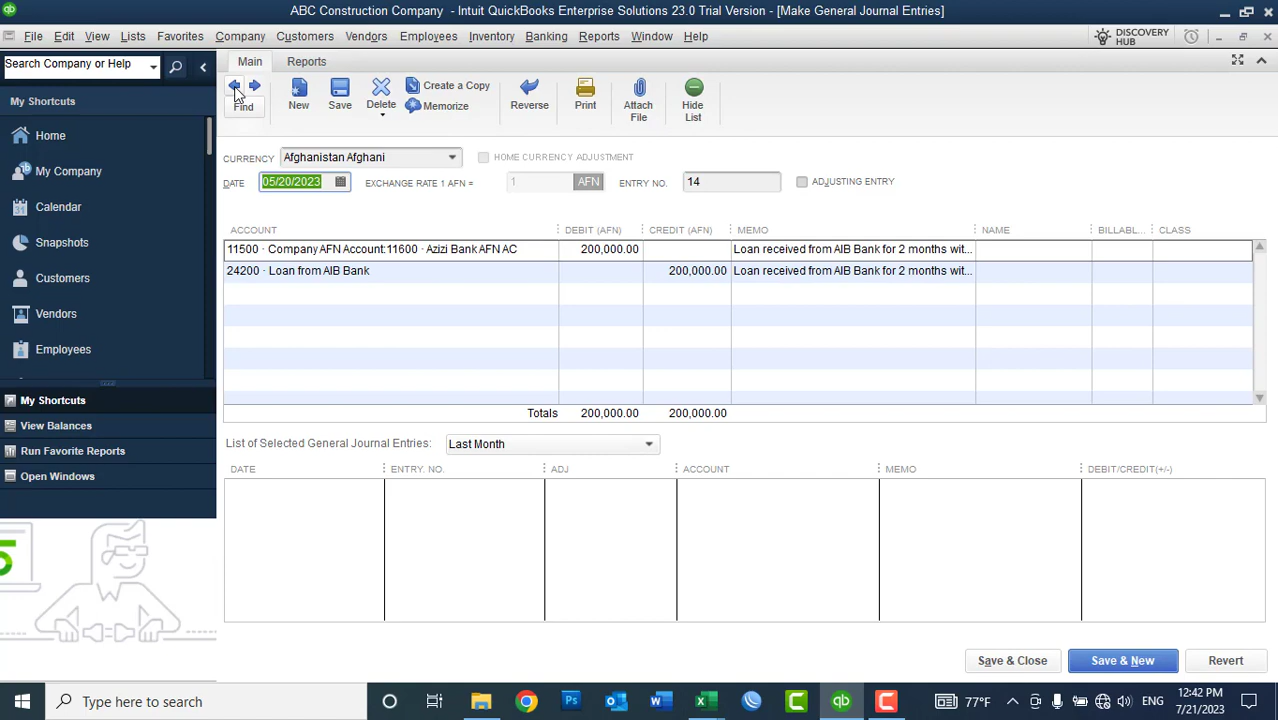 ABC Construction Company - Intuit QuickBooks Enterprise Solutions 23.0 Trial Version - [Make General Journal Entries]
File Edit View Lists Favorites Company Customers Vendors Employees Inventory Banking Reports Window Help DISCOVERY HUB
Search Company or Help
My Shortcuts
Home
My Company
Calendar
Snapshots
Customers
Vendors
Employees
My Shortcuts
View Balances
Run Favorite Reports
Open Windows
Main Reports
Find New Save Delete Create a Copy Memorize Reverse Print Attach File Hide List
CURRENCY Afghanistan Afghani HOME CURRENCY ADJUSTMENT
DATE 05/20/2023 EXCHANGE RATE 1 AFN = 1 AFN ENTRY NO. 14 ADJUSTING ENTRY
ACCOUNT DEBIT (AFN) CREDIT (AFN) MEMO NAME BILLABL... CLASS
11500 · Company AFN Account:11600 · Azizi Bank AFN AC 200,000.00 Loan received from AIB Bank for 2 months wit...
24200 · Loan from AIB Bank 200,000.00 Loan received from AIB Bank for 2 months wit...
Totals 200,000.00 200,000.00
List of Selected General Journal Entries: Last Month
DATE ENTRY. NO. ADJ ACCOUNT MEMO DEBIT/CREDIT(+/-)
Save & Close Save & New Revert
Type here to search 77°F ENG 12:42 PM
7/21/2023